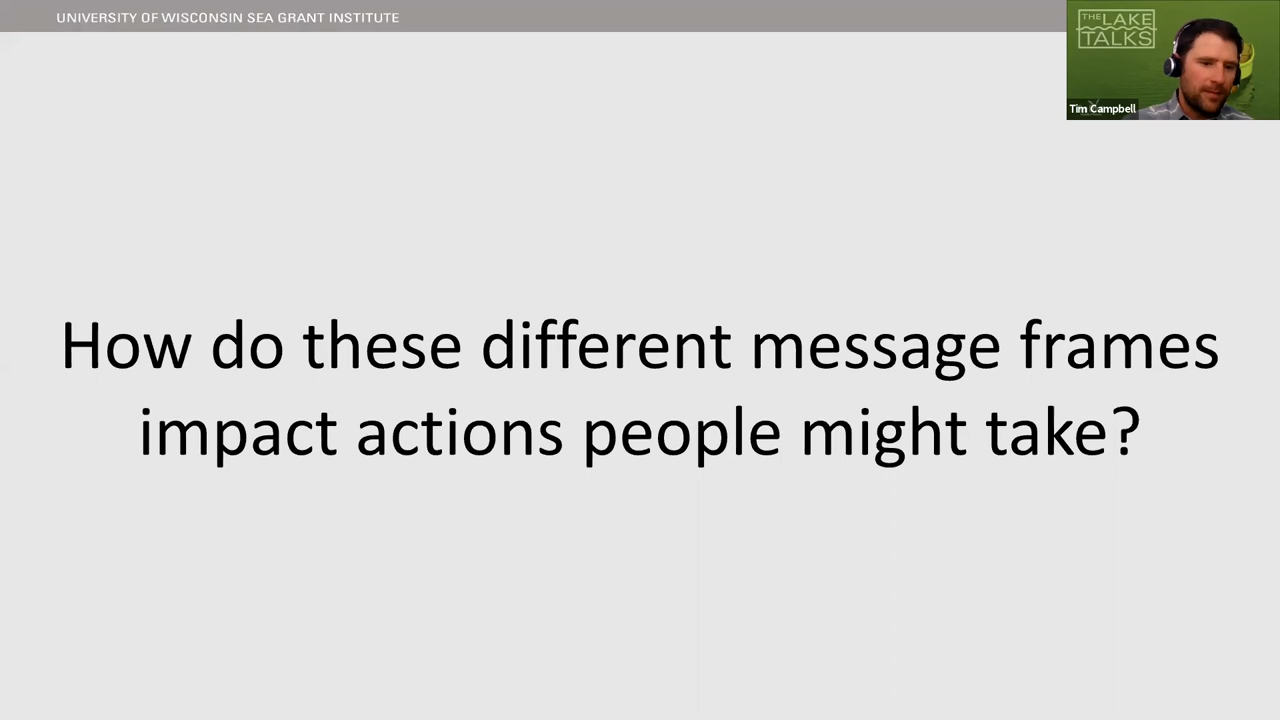 UNIVERSITY OF WISCONSIN SEA GRANT INSTITUTE
THE LAKE
TALKS
Tim Campbell
How do these different message frames
impact actions people might take?